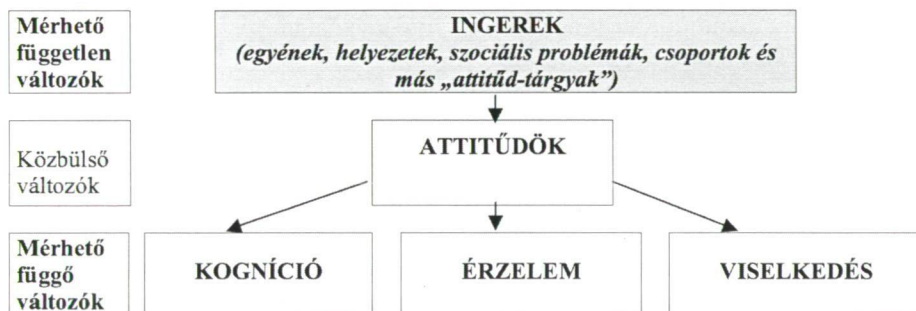 Mérhető
független
változók
INGEREK
(egyének, helyezetek, szociális problémák, csoportok és
más „attitűd-tárgyak”)
Közbülső
változók
ATTITŰDÖK
Mérhető
függő
változók
KOGNÍCIÓ
ÉRZELEM
VISELKEDÉS